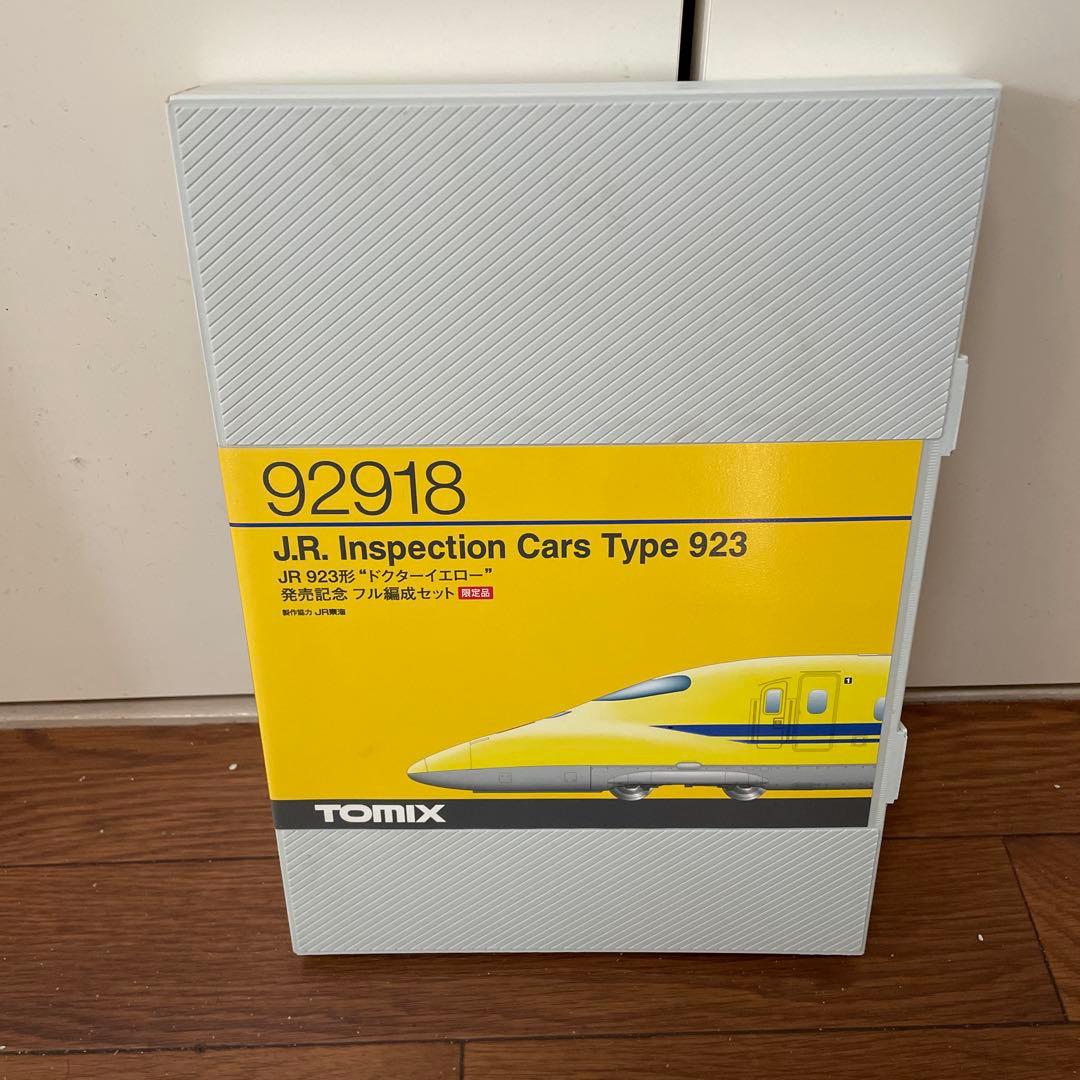 92918
J.R. Inspection Cars Type 923
JR 923形“ドクターイエロー”
発売記念 フル編成セット 限定品
製作協力 JR東海
1
TOMIX